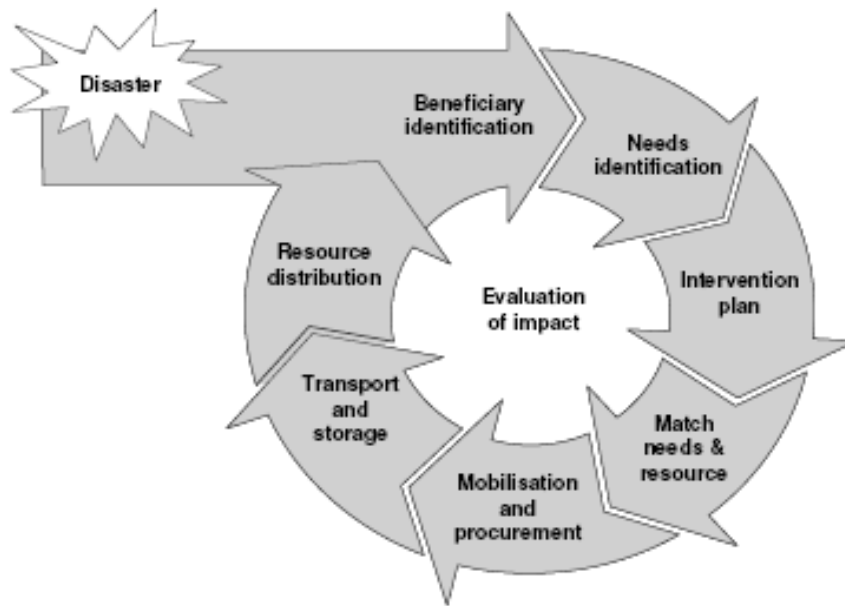 Disaster
Beneficiary
identification
Needs
identification
Intervention
plan
Match
needs &
resource
Mobilisation
and
procurement
Transport
and
storage
Resource
distribution
Evaluation
of impact